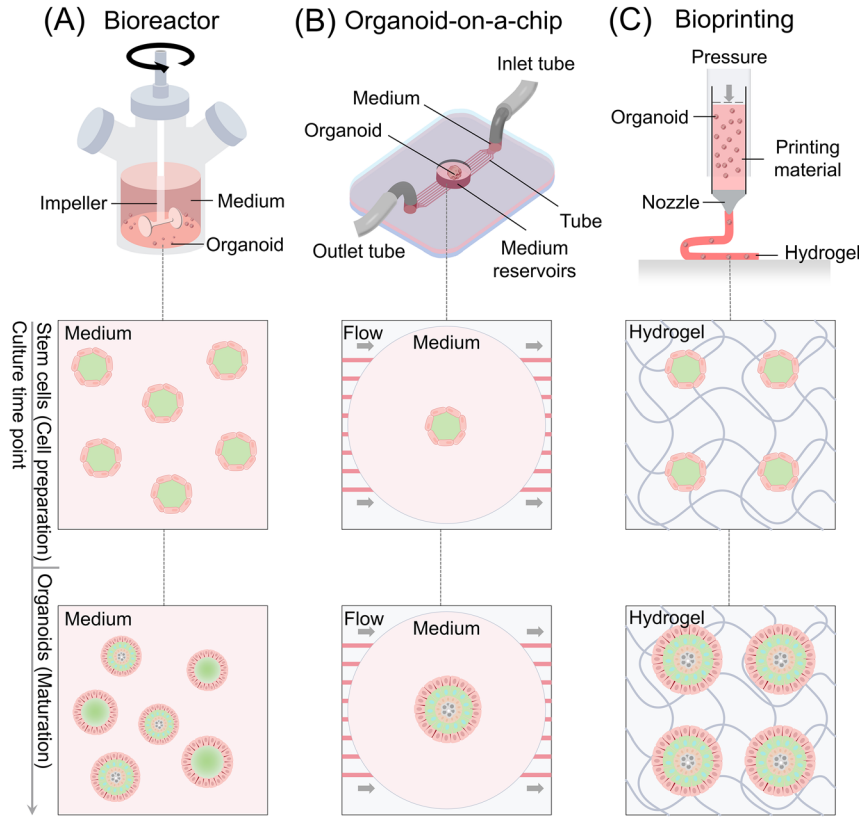 (A) Bioreactor
Impeller
Medium
Organoid
(B) Organoid-on-a-chip
Inlet tube
Medium
Organoid
Outlet tube
Tube
Medium
reservoirs
(C) Bioprinting
Pressure
Organoid
Printing
material
Nozzle
Hydrogel
Culture time point
Stem cells (Cell preparation)
Organoids (Maturation)
Medium
Flow
Medium
Hydrogel
Medium
Flow
Medium
Hydrogel